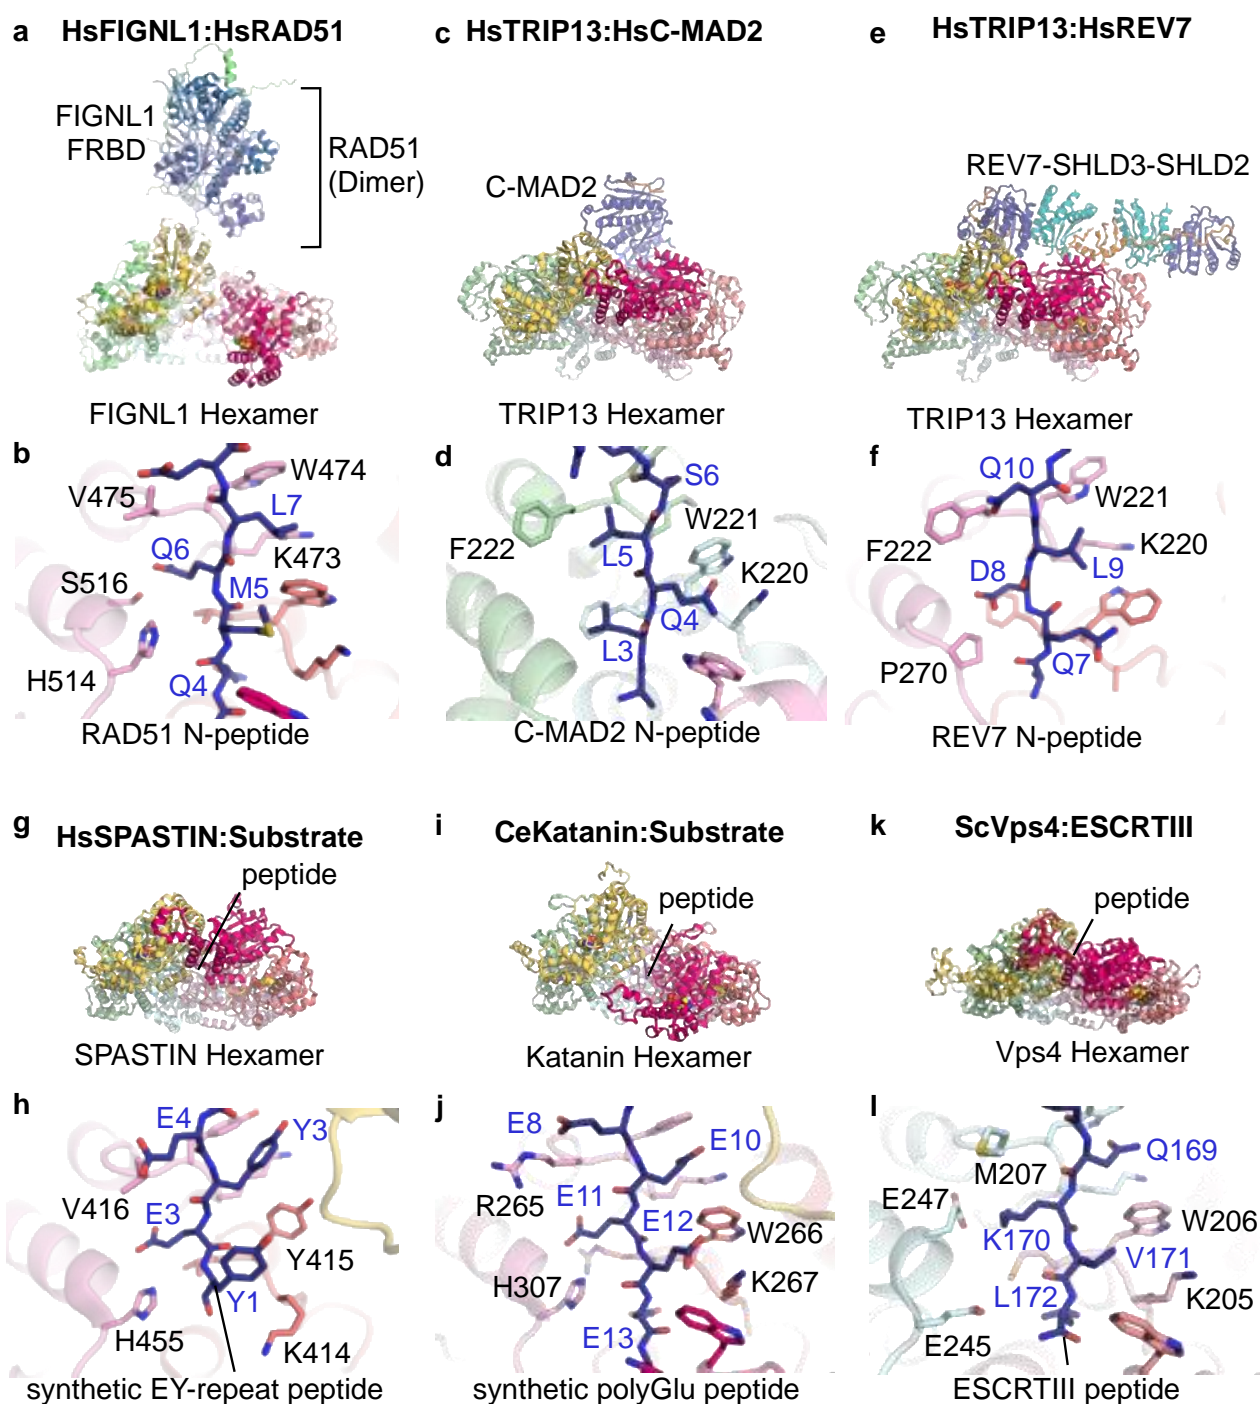 a HsFIGNL1:HsRAD51
FIGNL1
FRBD
RAD51
(Dimer)
FIGNL1 Hexamer
c HsTRIP13:HsC-MAD2
C-MAD2
TRIP13 Hexamer
e HsTRIP13:HsREV7
REV7-SHLD3-SHLD2
TRIP13 Hexamer
b
W474
V475
L7
Q6
K473
S516
M5
H514
Q4
RAD51 N-peptide
d
S6
W221
F222
L5
K220
Q4
L3
C-MAD2 N-peptide
f
Q10
W221
F222
K220
D8
L9
P270
Q7
REV7 N-peptide
g HsSPASTIN:Substrate
peptide
SPASTIN Hexamer
i CeKatanin:Substrate
peptide
Katanin Hexamer
k ScVps4:ESCRTIII
peptide
Vps4 Hexamer
h
E4
Y3
V416
E3
Y415
Y1
H455
K414
synthetic EY-repeat peptide
j
E8
E10
R265
E11
E12
W266
H307
K267
E13
synthetic polyGlu peptide
l
Q169
M207
E247
W206
K170
V171
L172
K205
E245
ESCRTIII peptide